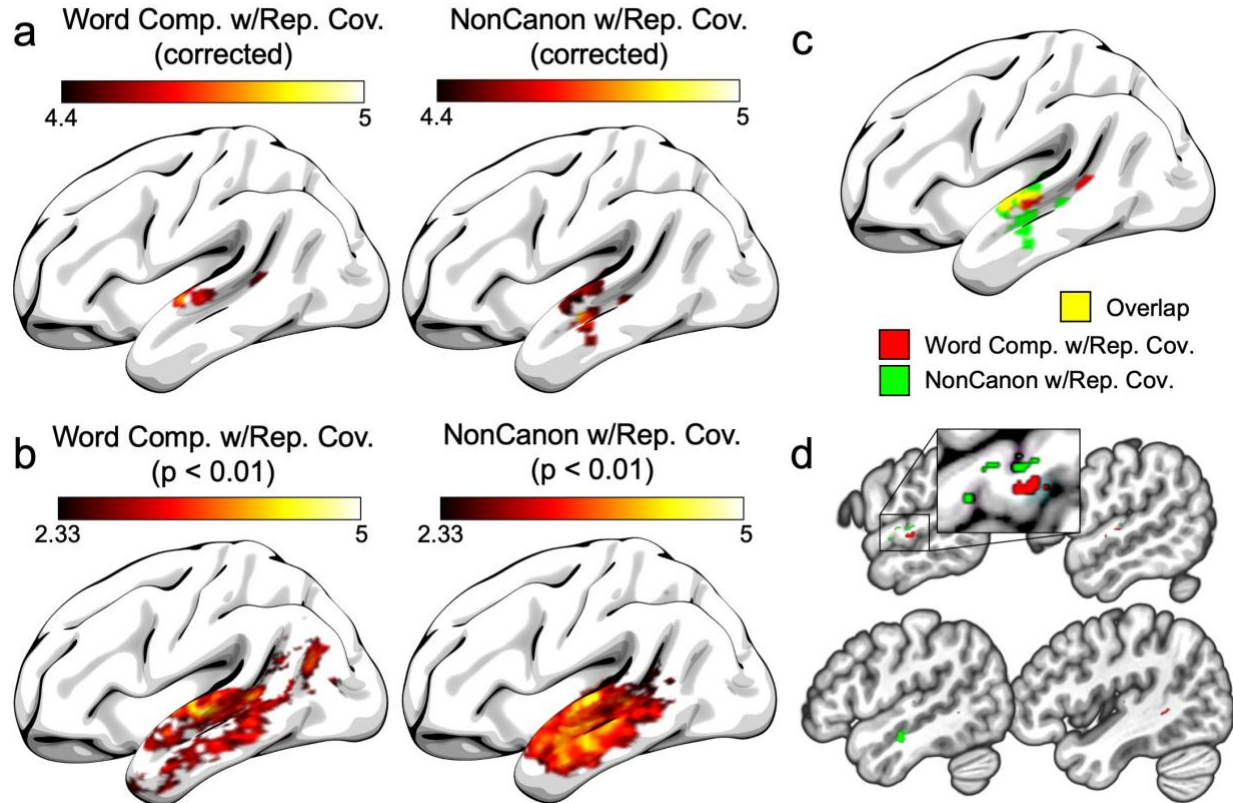 a
Word Comp. w/Rep. Cov.
(corrected)
4.4
5
NonCanon w/Rep. Cov.
(corrected)
4.4
5
c
Overlap
Word Comp. w/Rep. Cov.
NonCanon w/Rep. Cov.
b
Word Comp. w/Rep. Cov.
(p < 0.01)
2.33
5
NonCanon w/Rep. Cov.
(p < 0.01)
2.33
5
d